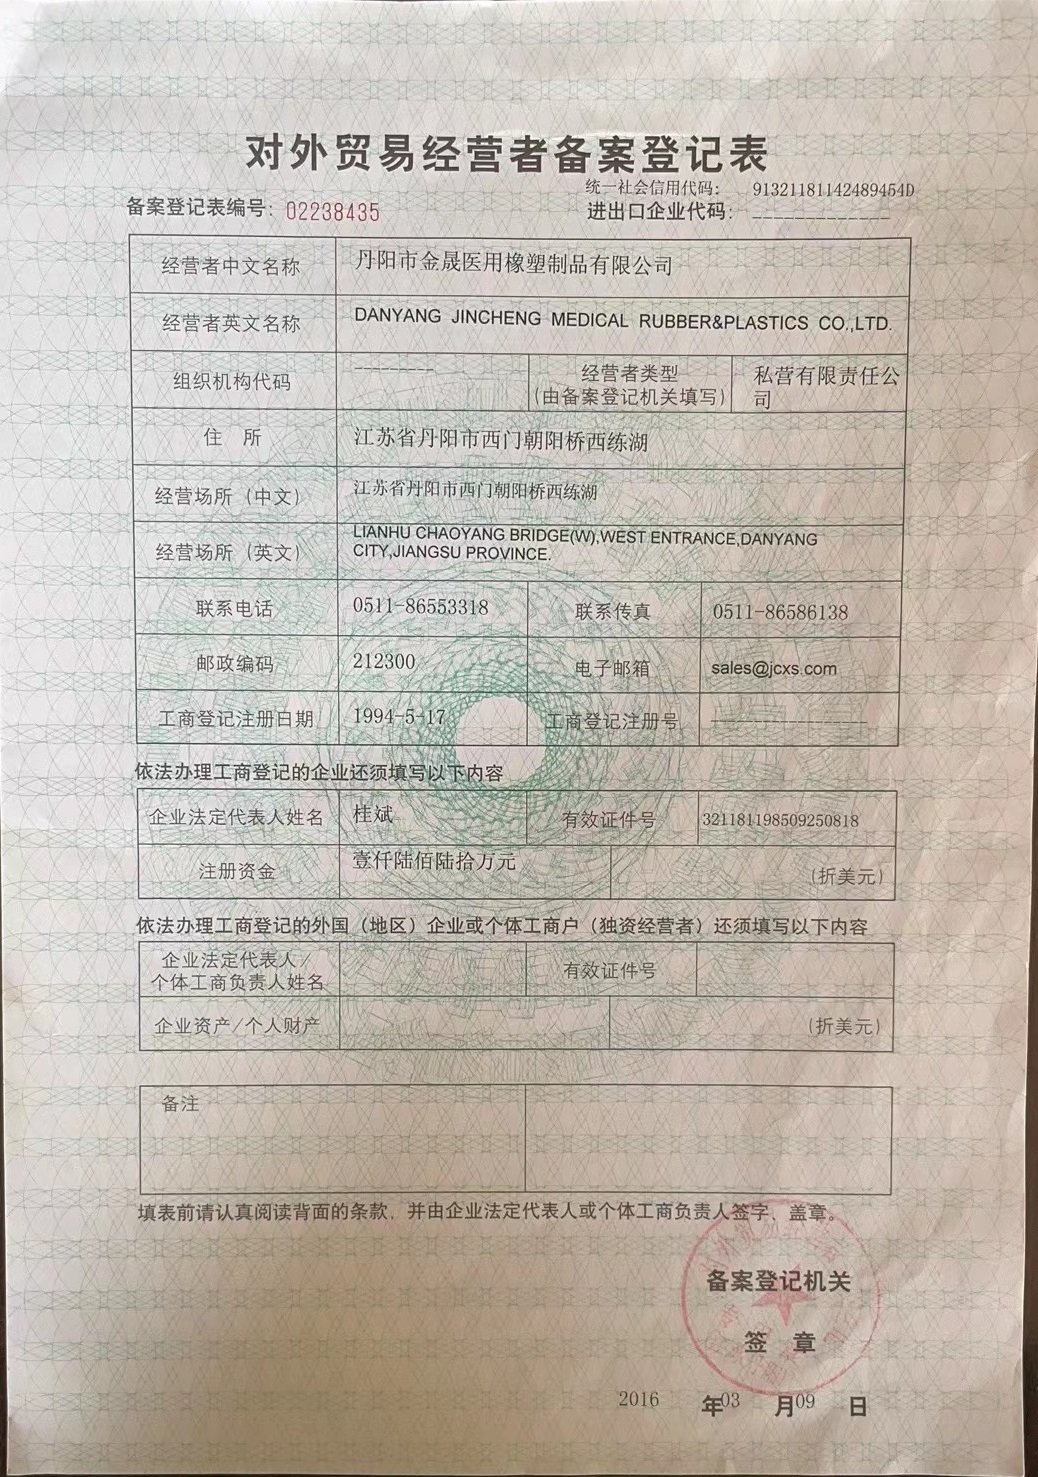 对外贸易经营者备案登记表
统一社会信用代码： 91321181142489454D
备案登记表编号：02238435
进出口企业代码：-------------
经营者中文名称 丹阳市金晟医用橡塑制品有限公司
经营者英文名称 DANYANG JINCHENG MEDICAL RUBBER&PLASTICS CO.,LTD.
组织机构代码 --------- 经营者类型 私营有限责任公
(由备案登记机关填写) 司
住 所 江苏省丹阳市西门朝阳桥西练湖
经营场所（中文） 江苏省丹阳市西门朝阳桥西练湖
经营场所（英文） LIANHU CHAOYANG BRIDGE(W),WEST ENTRANCE,DANYANG
CITY,JIANGSU PROVINCE.
联系电话 0511-86553318 联系传真 0511-86586138
邮政编码 212300 电子邮箱 sales@jcxs.com
工商登记注册日期 1994-5-17 工商登记注册号 ----------------
依法办理工商登记的企业还须填写以下内容
企业法定代表人姓名 桂斌 有效证件号 321181198509250818
注册资金 壹仟陆佰陆拾万元 (折美元)
依法办理工商登记的外国（地区）企业或个体工商户（独资经营者）还须填写以下内容
企业法定代表人/
个体工商负责人姓名 有效证件号
企业资产/个人财产 (折美元)
备注
填表前请认真阅读背面的条款，并由企业法定代表人或个体工商负责人签字、盖章。
备案登记机关
签 章
2016 年03 月09 日